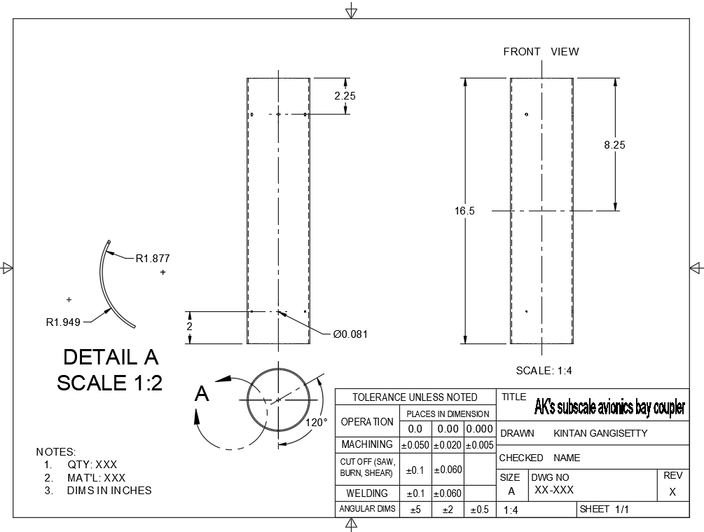 FRONT VIEW
2.25
8.25
16.5
R1.877
R1.949
2
Ø0.081
DETAIL A
SCALE 1:2
A
120°
SCALE: 1:4
NOTES:
1. QTY: XXX
2. MAT'L: XXX
3. DIMS IN INCHES
TOLERANCE UNLESS NOTED
OPERATION
PLACES IN DIMENSION
0.0 0.00 0.000
MACHINING ±0.050 ±0.020 ±0.005
CUT OFF (SAW,
BURN, SHEAR) ±0.1 ±0.060
WELDING ±0.1 ±0.060
ANGULAR DIMS ±5 ±2 ±0.5
TITLE AK's subscale avionics bay coupler
DRAWN KINTAN GANGISETTY
CHECKED NAME
SIZE DWG NO REV
A XX-XXX X
1:4 SHEET 1/1